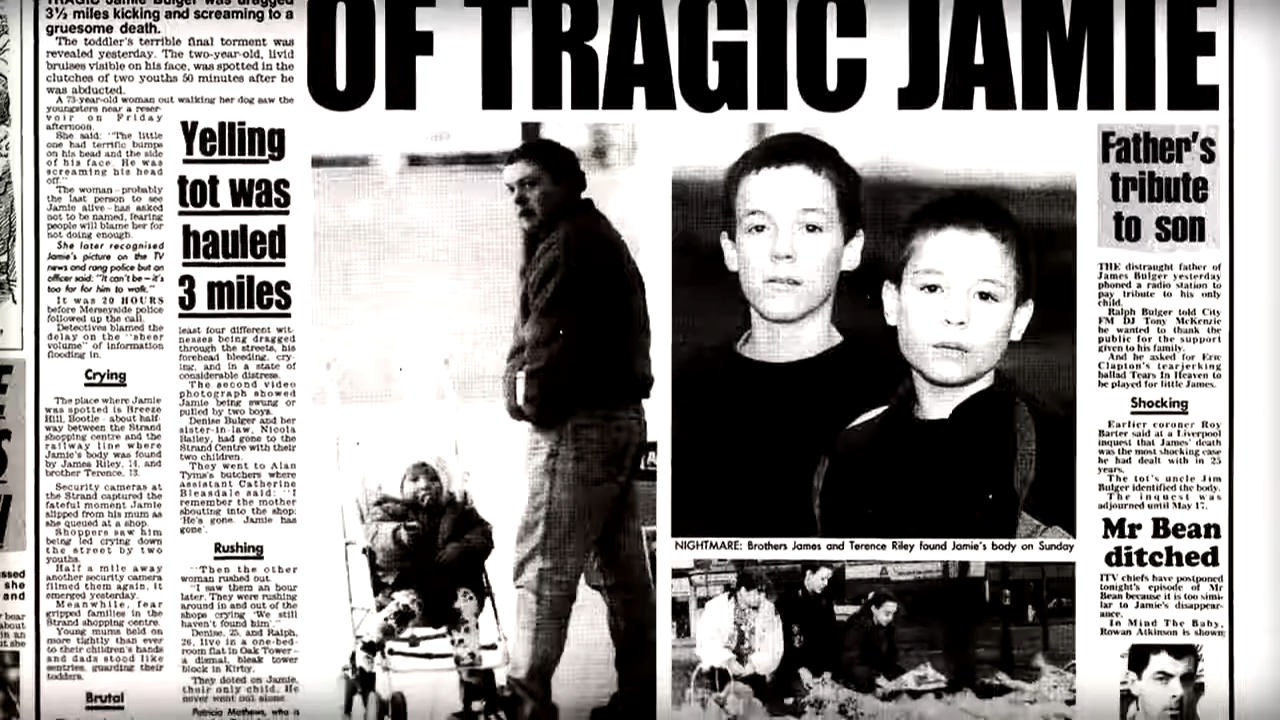 TRAGIC Jamie Bulger was dragged
3½ miles kicking and screaming to a
gruesome death.
The toddler's terrible final torment was
revealed yesterday. The two-year-old, livid
bruises visible on his face, was spotted in the
clutches of two youths 50 minutes after he
was abducted.
A 73-year-old woman out walking her dog saw the
youngsters near a reser-
voir on Friday
afternoon.
She said: "The little
one had terrific bumps
on his head and the side
of his face. He was
screaming his head
off."
The woman - probably
the last person to see
Jamie alive - has asked
not to be named, fearing
people will blame her for
not doing enough.
She later recognised
Jamie's picture on the TV
news and rang police but an
officer said: "It can't be – it's
too far for him to walk."
It was 20 HOURS
before Merseyside police
followed up the call.
Detectives blamed the
delay on the "sheer
volume" of information
flooding in.
Crying
The place where Jamie
was spotted is Breeze
Hill, Bootle - about half-
way between the Strand
shopping centre and the
railway line where
Jamie's body was found
by James Riley, 14, and
brother Terence, 13.
Security cameras at
the Strand captured the
fateful moment Jamie
slipped from his mum as
she queued at a shop.
Shoppers saw him
being led crying down
the street by two
youths.
Half a mile away
another security camera
filmed them again, it
emerged yesterday.
Meanwhile, fear
gripped families in the
Strand shopping centre.
Young mums held on
more tightly than ever
to their children's hands
and dads stood like
sentries, guarding their
toddlers.
Brutal
Yelling
tot was
hauled
3 miles
least four different wit-
nesses being dragged
through the streets, his
forehead bleeding, cry-
ing, and in a state of
considerable distress.
The second video
photograph showed
Jamie being swung or
pulled by two boys.
Denise Bulger and her
sister-in-law, Nicola
Bailey, had gone to the
Strand Centre with their
two children.
They went to Alan
Tyms's butchers where
assistant Catherine
Bleasdale said: "I
remember the mother
shouting into the shop:
'He's gone. Jamie has
gone'.
Rushing
"Then the other
woman rushed out.
"I saw them an hour
later. They were rushing
around in and out of the
shops crying 'We still
haven't found him'."
Denise, 25, and Ralph,
26, live in a one-bed-
room flat in Oak Tower -
a dismal, bleak tower
block in Kirby.
They doted on Jamie,
their only child. He
never went out alone.
Patricia Mathews, who is
OF TRAGIC JAMIE
NIGHTMARE: Brothers James and Terence Riley found Jamie's body on Sunday
Father's
tribute
to son
THE distraught father of
James Bulger yesterday
phoned a radio station to
pay tribute to his only
child.
Ralph Bulger told City
FM DJ Tony McKenzie
he wanted to thank the
public for the support
given to his family.
And he asked for Eric
Clapton's tearjerking
ballad Tears In Heaven to
be played for little James.
Shocking
Earlier coroner Roy
Barter said at a Liverpool
inquest that James' death
was the most shocking case
he had dealt with in 25
years.
The tot's uncle Jim
Bulger identified the body.
The inquest was
adjourned until May 17.
Mr Bean
ditched
ITV chiefs have postponed
tonight's episode of Mr
Bean because it is too simi-
lar to Jamie's disappear-
ance.
In Mind The Baby,
Rowan Atkinson is shown